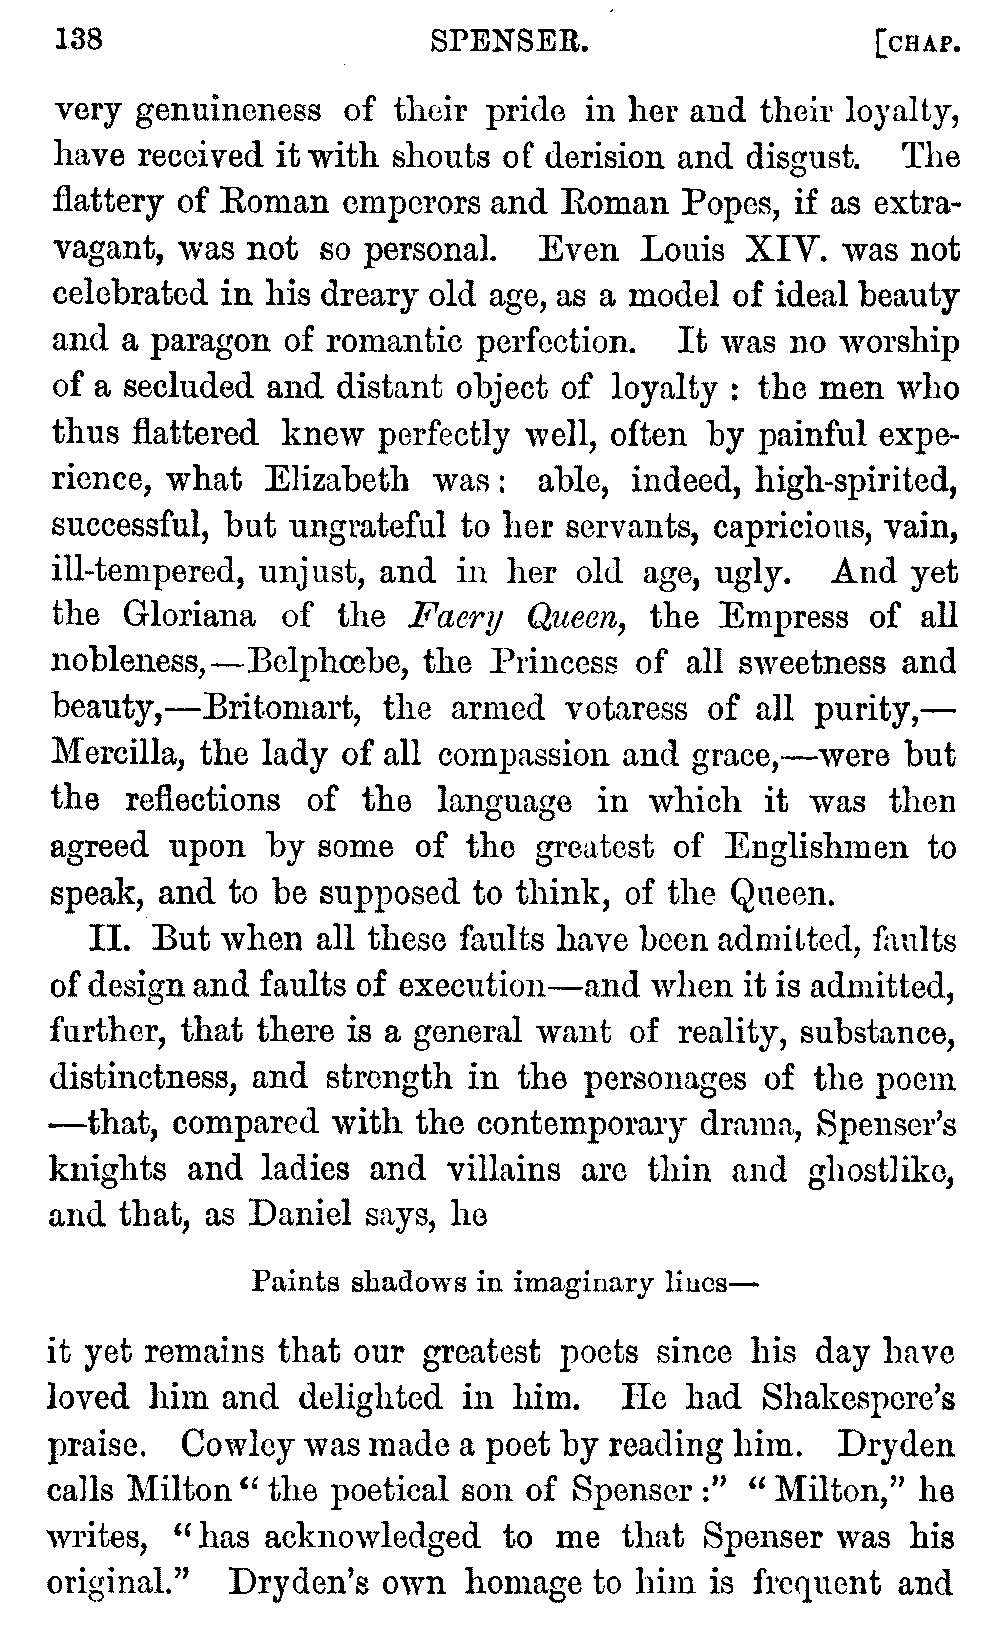 138 SPENSER. [CHAP.
very genuineness of their pride in her and their loyalty,
have received it with shouts of derision and disgust. The
flattery of Roman emperors and Roman Popes, if as extra-
vagant, was not so personal. Even Louis XIV. was not
celebrated in his dreary old age, as a model of ideal beauty
and a paragon of romantic perfection. It was no worship
of a secluded and distant object of loyalty : the men who
thus flattered knew perfectly well, often by painful expe-
rience, what Elizabeth was : able, indeed, high-spirited,
successful, but ungrateful to her servants, capricious, vain,
ill-tempered, unjust, and in her old age, ugly. And yet
the Gloriana of the Faery Queen, the Empress of all
nobleness,—Belphœbe, the Princess of all sweetness and
beauty,—Britomart, the armed votaress of all purity,—
Mercilla, the lady of all compassion and grace,—were but
the reflections of the language in which it was then
agreed upon by some of the greatest of Englishmen to
speak, and to be supposed to think, of the Queen.
II. But when all these faults have been admitted, faults
of design and faults of execution—and when it is admitted,
further, that there is a general want of reality, substance,
distinctness, and strength in the personages of the poem
—that, compared with the contemporary drama, Spenser's
knights and ladies and villains are thin and ghostlike,
and that, as Daniel says, he
Paints shadows in imaginary lines—
it yet remains that our greatest poets since his day have
loved him and delighted in him. He had Shakespere's
praise. Cowley was made a poet by reading him. Dryden
calls Milton "the poetical son of Spenser :" "Milton," he
writes, "has acknowledged to me that Spenser was his
original." Dryden's own homage to him is frequent and